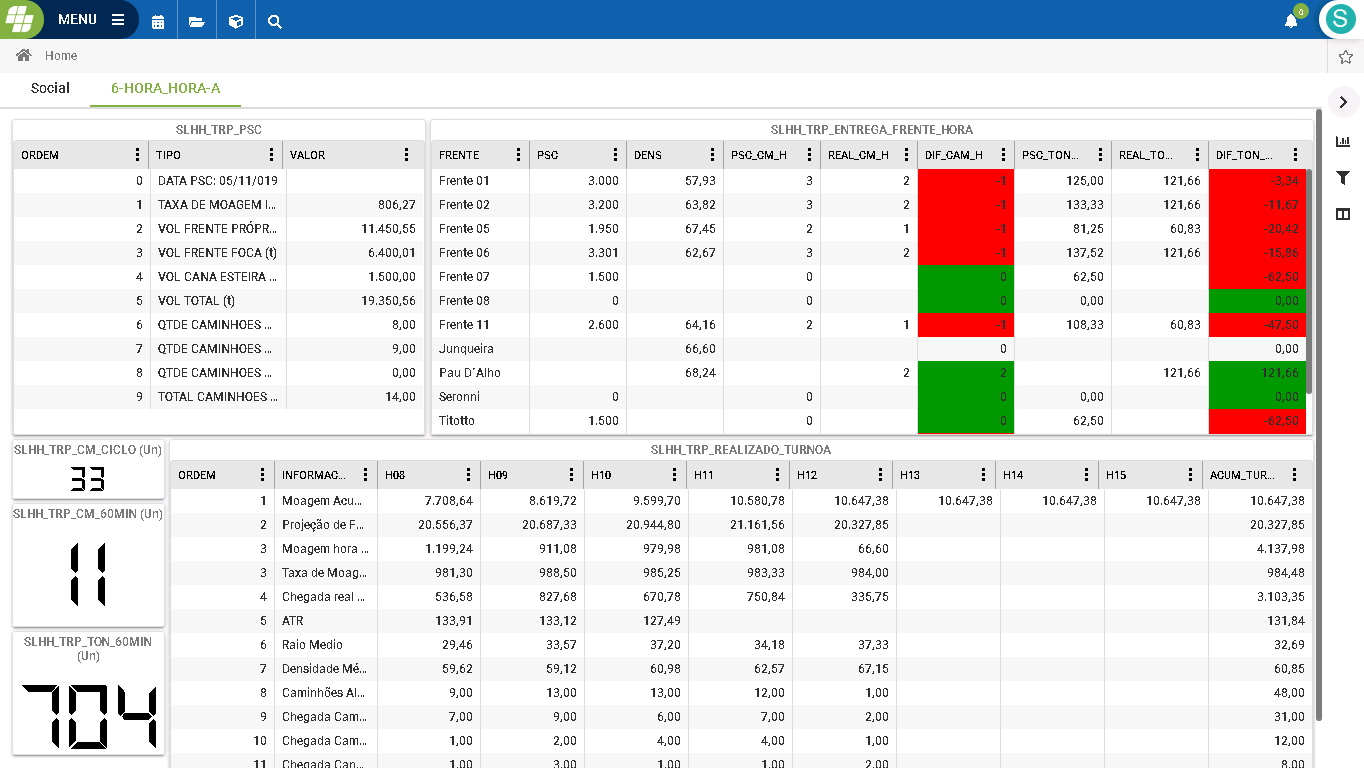 MENU
0
S
Home
Social 6-HORA_HORA-A
SLHH_TRP_PSC
ORDEM TIPO VALOR
0 DATA PSC: 05/11/019
1 TAXA DE MOAGEM I... 806,27
2 VOL FRENTE PRÓPR... 11.450,55
3 VOL FRENTE FOCA (t) 6.400,01
4 VOL CANA ESTEIRA ... 1.500,00
5 VOL TOTAL (t) 19.350,56
6 QTDE CAMINHOES ... 8,00
7 QTDE CAMINHOES ... 9,00
8 QTDE CAMINHOES ... 0,00
9 TOTAL CAMINHOES ... 14,00
SLHH_TRP_ENTREGA_FRENTE_HORA
FRENTE PSC DENS PSC_CM_H REAL_CM_H DIF_CAM_H PSC_TON... REAL_TO... DIF_TON_...
Frente 01 3.000 57,93 3 2 -1 125,00 121,66 -3,34
Frente 02 3.200 63,82 3 2 -1 133,33 121,66 -11,67
Frente 05 1.950 67,45 2 1 -1 81,25 60,83 -20,42
Frente 06 3.301 62,67 3 2 -1 137,52 121,66 -15,86
Frente 07 1.500 0 0 62,50 -62,50
Frente 08 0 0 0 0,00 0,00
Frente 11 2.600 64,16 2 1 -1 108,33 60,83 -47,50
Junqueira 66,60 0 0,00
Pau D´Alho 68,24 2 2 121,66 121,66
Seronni 0 0 0 0,00 0,00
Titotto 1.500 0 0 62,50 -62,50
SLHH_TRP_CM_CICLO (Un)
33
SLHH_TRP_CM_60MIN (Un)
11
SLHH_TRP_TON_60MIN
(Un)
704
SLHH_TRP_REALIZADO_TURNOA
ORDEM INFORMAC... H08 H09 H10 H11 H12 H13 H14 H15 ACUM_TUR...
1 Moagem Acu... 7.708,64 8.619,72 9.599,70 10.580,78 10.647,38 10.647,38 10.647,38 10.647,38 10.647,38
2 Projeção de F... 20.556,37 20.687,33 20.944,80 21.161,56 20.327,85 20.327,85
3 Moagem hora ... 1.199,24 911,08 979,98 981,08 66,60 4.137,98
3 Taxa de Moag... 981,30 988,50 985,25 983,33 984,00 984,48
4 Chegada real ... 536,58 827,68 670,78 750,84 335,75 3.103,35
5 ATR 133,91 133,12 127,49 131,84
6 Raio Medio 29,46 33,57 37,20 34,18 37,33 32,69
7 Densidade Mé... 59,62 59,12 60,98 62,57 67,15 60,85
8 Caminhões Al... 9,00 13,00 13,00 12,00 1,00 48,00
9 Chegada Cam... 7,00 9,00 6,00 7,00 2,00 31,00
10 Chegada Cam... 1,00 2,00 4,00 4,00 1,00 12,00
11 Chegada Can... 1,00 3,00 1,00 1,00 2,00 8,00